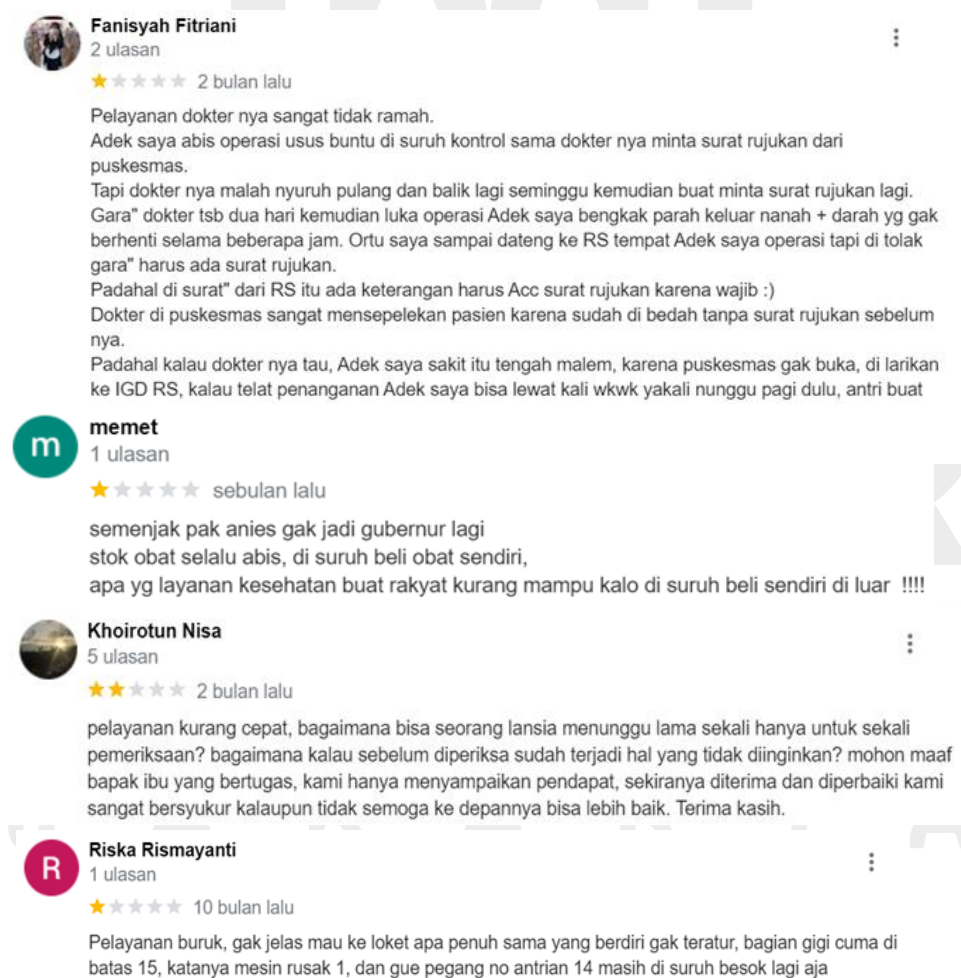 Fanisyah Fitriani
2 ulasan
2 bulan lalu
Pelayanan dokter nya sangat tidak ramah.
Adek saya abis operasi usus buntu di suruh kontrol sama dokter nya minta surat rujukan dari
puskesmas.
Tapi dokter nya malah nyuruh pulang dan balik lagi seminggu kemudian buat minta surat rujukan lagi.
Gara" dokter tsb dua hari kemudian luka operasi Adek saya bengkak parah keluar nanah + darah yg gak
berhenti selama beberapa jam. Ortu saya sampai dateng ke RS tempat Adek saya operasi tapi di tolak
gara" harus ada surat rujukan.
Padahal di surat" dari RS itu ada keterangan harus Acc surat rujukan karena wajib :)
Dokter di puskesmas sangat mensepelekan pasien karena sudah di bedah tanpa surat rujukan sebelum
nya.
Padahal kalau dokter nya tau, Adek saya sakit itu tengah malem, karena puskesmas gak buka, di larikan
ke IGD RS, kalau telat penanganan Adek saya bisa lewat kali wkwk yakali nunggu pagi dulu, antri buat
m
memet
1 ulasan
sebulan lalu
semenjak pak anies gak jadi gubernur lagi
stok obat selalu abis, di suruh beli obat sendiri,
apa yg layanan kesehatan buat rakyat kurang mampu kalo di suruh beli sendiri di luar !!!!
Khoirotun Nisa
5 ulasan
2 bulan lalu
pelayanan kurang cepat, bagaimana bisa seorang lansia menunggu lama sekali hanya untuk sekali
pemeriksaan? bagaimana kalau sebelum diperiksa sudah terjadi hal yang tidak diinginkan? mohon maaf
bapak ibu yang bertugas, kami hanya menyampaikan pendapat, sekiranya diterima dan diperbaiki kami
sangat bersyukur kalaupun tidak semoga ke depannya bisa lebih baik. Terima kasih.
R
Riska Rismayanti
1 ulasan
10 bulan lalu
Pelayanan buruk, gak jelas mau ke loket apa penuh sama yang berdiri gak teratur, bagian gigi cuma di
batas 15, katanya mesin rusak 1, dan gue pegang no antrian 14 masih di suruh besok lagi aja